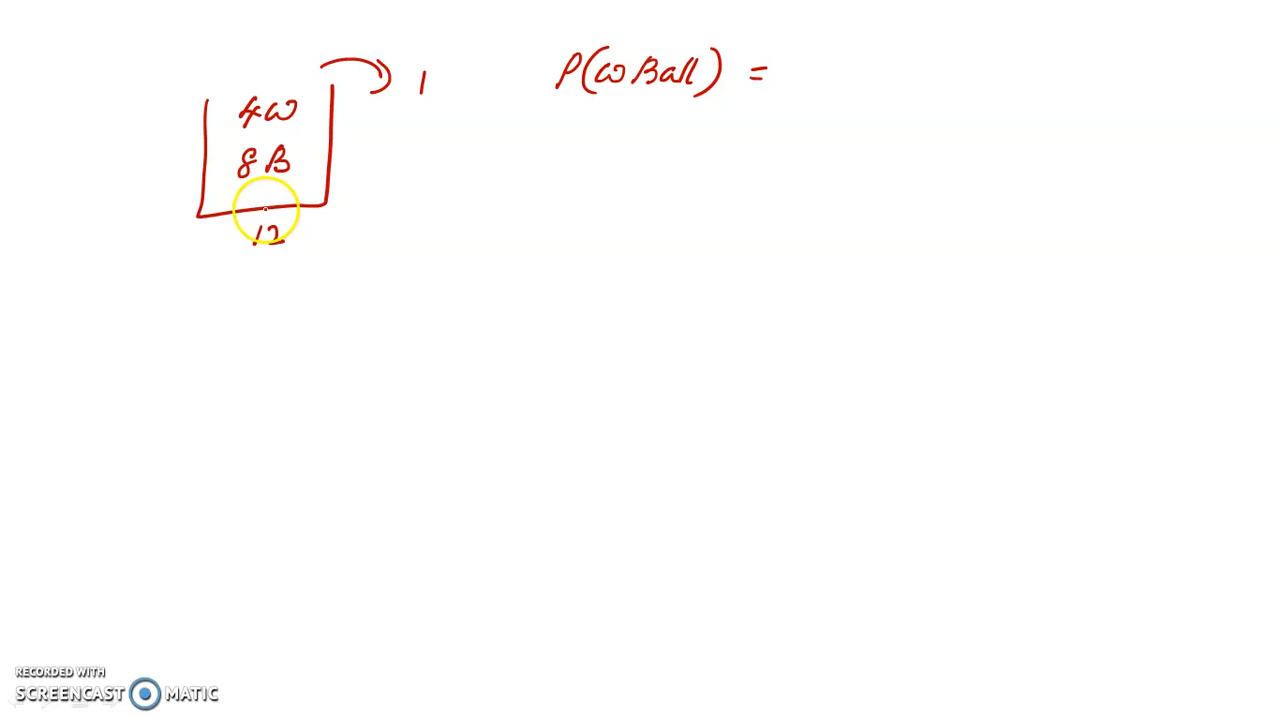 4W
8B
12
1
P(W Ball) =
RECORDED WITH
SCREENCAST MATIC